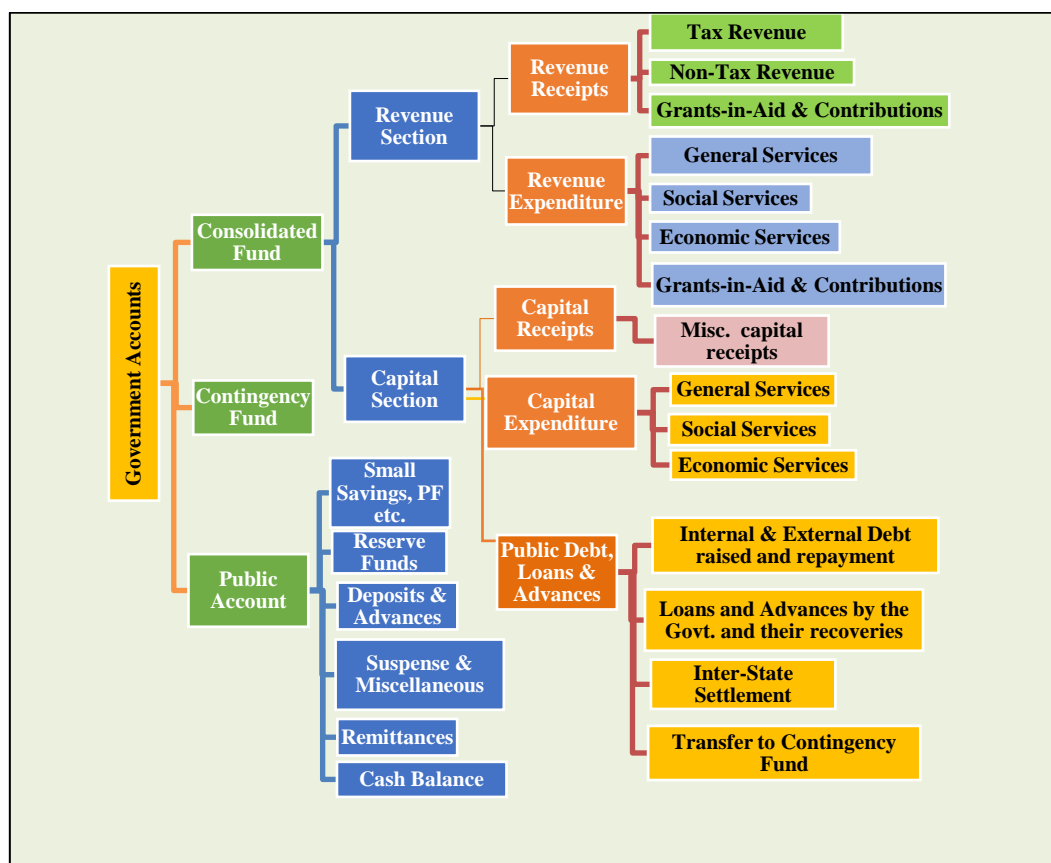 Government Accounts
Consolidated
Fund
Contingency
Fund
Public
Account
Revenue
Section
Capital
Section
Small
Savings, PF
etc.
Reserve
Funds
Deposits &
Advances
Suspense &
Miscellaneous
Remittances
Cash Balance
Revenue
Receipts
Revenue
Expenditure
Capital
Receipts
Capital
Expenditure
Public Debt,
Loans &
Advances
Tax Revenue
Non-Tax Revenue
Grants-in-Aid & Contributions
General Services
Social Services
Economic Services
Grants-in-Aid & Contributions
Misc. capital
receipts
General Services
Social Services
Economic Services
Internal & External Debt
raised and repayment
Loans and Advances by the
Govt. and their recoveries
Inter-State
Settlement
Transfer to Contingency
Fund